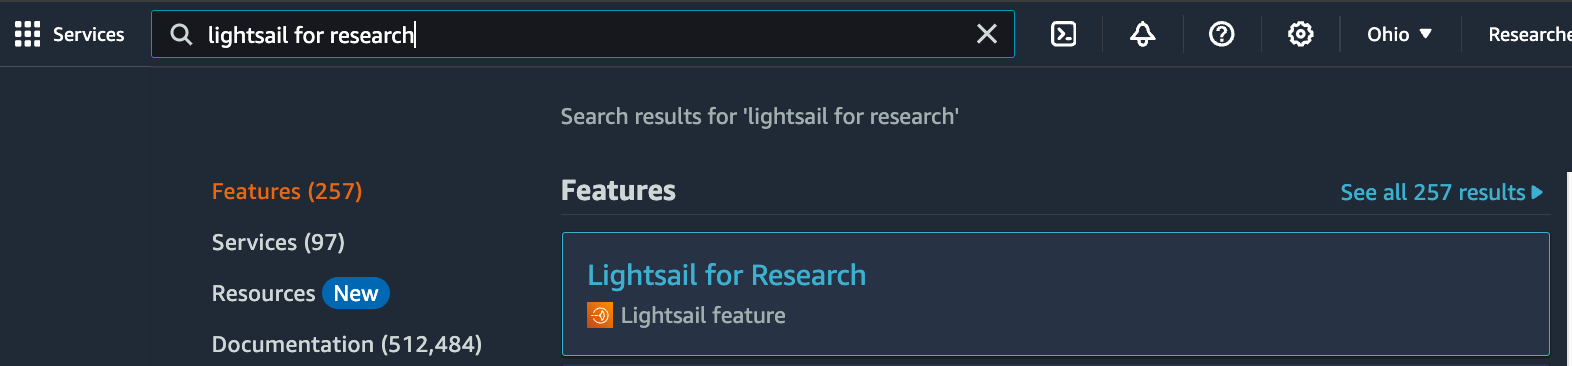 Services
lightsail for research
Ohio
Search results for 'lightsail for research'
Features (257)
Services (97)
Resources New
Documentation (512,484)
Features
See all 257 results
Lightsail for Research
Lightsail feature